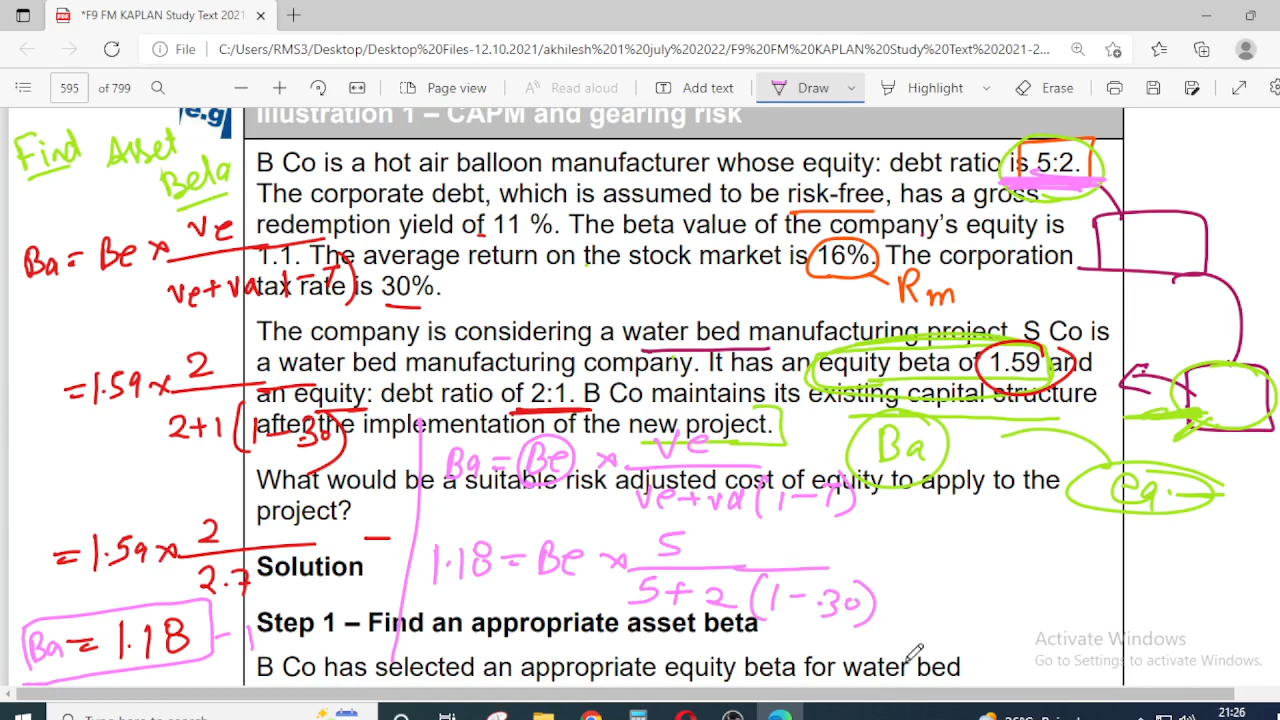 *F9 FM KAPLAN Study Text 2021
File C:/Users/RMS3/Desktop/Desktop%20Files-12.10.2021/akhilesh%201%20july%202022/F9%20FM%20KAPLAN%20Study%20Text%202021-2...
595 of 799 Page view Read aloud Add text Draw Highlight Erase Share
e.g
Illustration 1 – CAPM and gearing risk
Find Asset Beta
B Co is a hot air balloon manufacturer whose equity: debt ratio is 5:2.
The corporate debt, which is assumed to be risk-free, has a gross
redemption yield of 11 %. The beta value of the company's equity is
1.1. The average return on the stock market is 16%. The corporation
tax rate is 30%.
Rm
Ba = Be × ve
ve+vd (1-T)
The company is considering a water bed manufacturing project. S Co is
a water bed manufacturing company. It has an equity beta of 1.59 and
an equity: debt ratio of 2:1. B Co maintains its existing capital structure
after the implementation of the new project.
= 1.59 × 2
2+1 (1-.30)
Ba
Ba = Be × ve
ve+vd (1-T)
eq.
What would be a suitable risk adjusted cost of equity to apply to the
project?
= 1.59 × 2
2.7
1.18 = Be × 5
5+2 (1-.30)
Solution
Ba = 1.18 - 1
Step 1 – Find an appropriate asset beta
B Co has selected an appropriate equity beta for water bed
Activate Windows
Go to Settings to activate Windows.
21:26